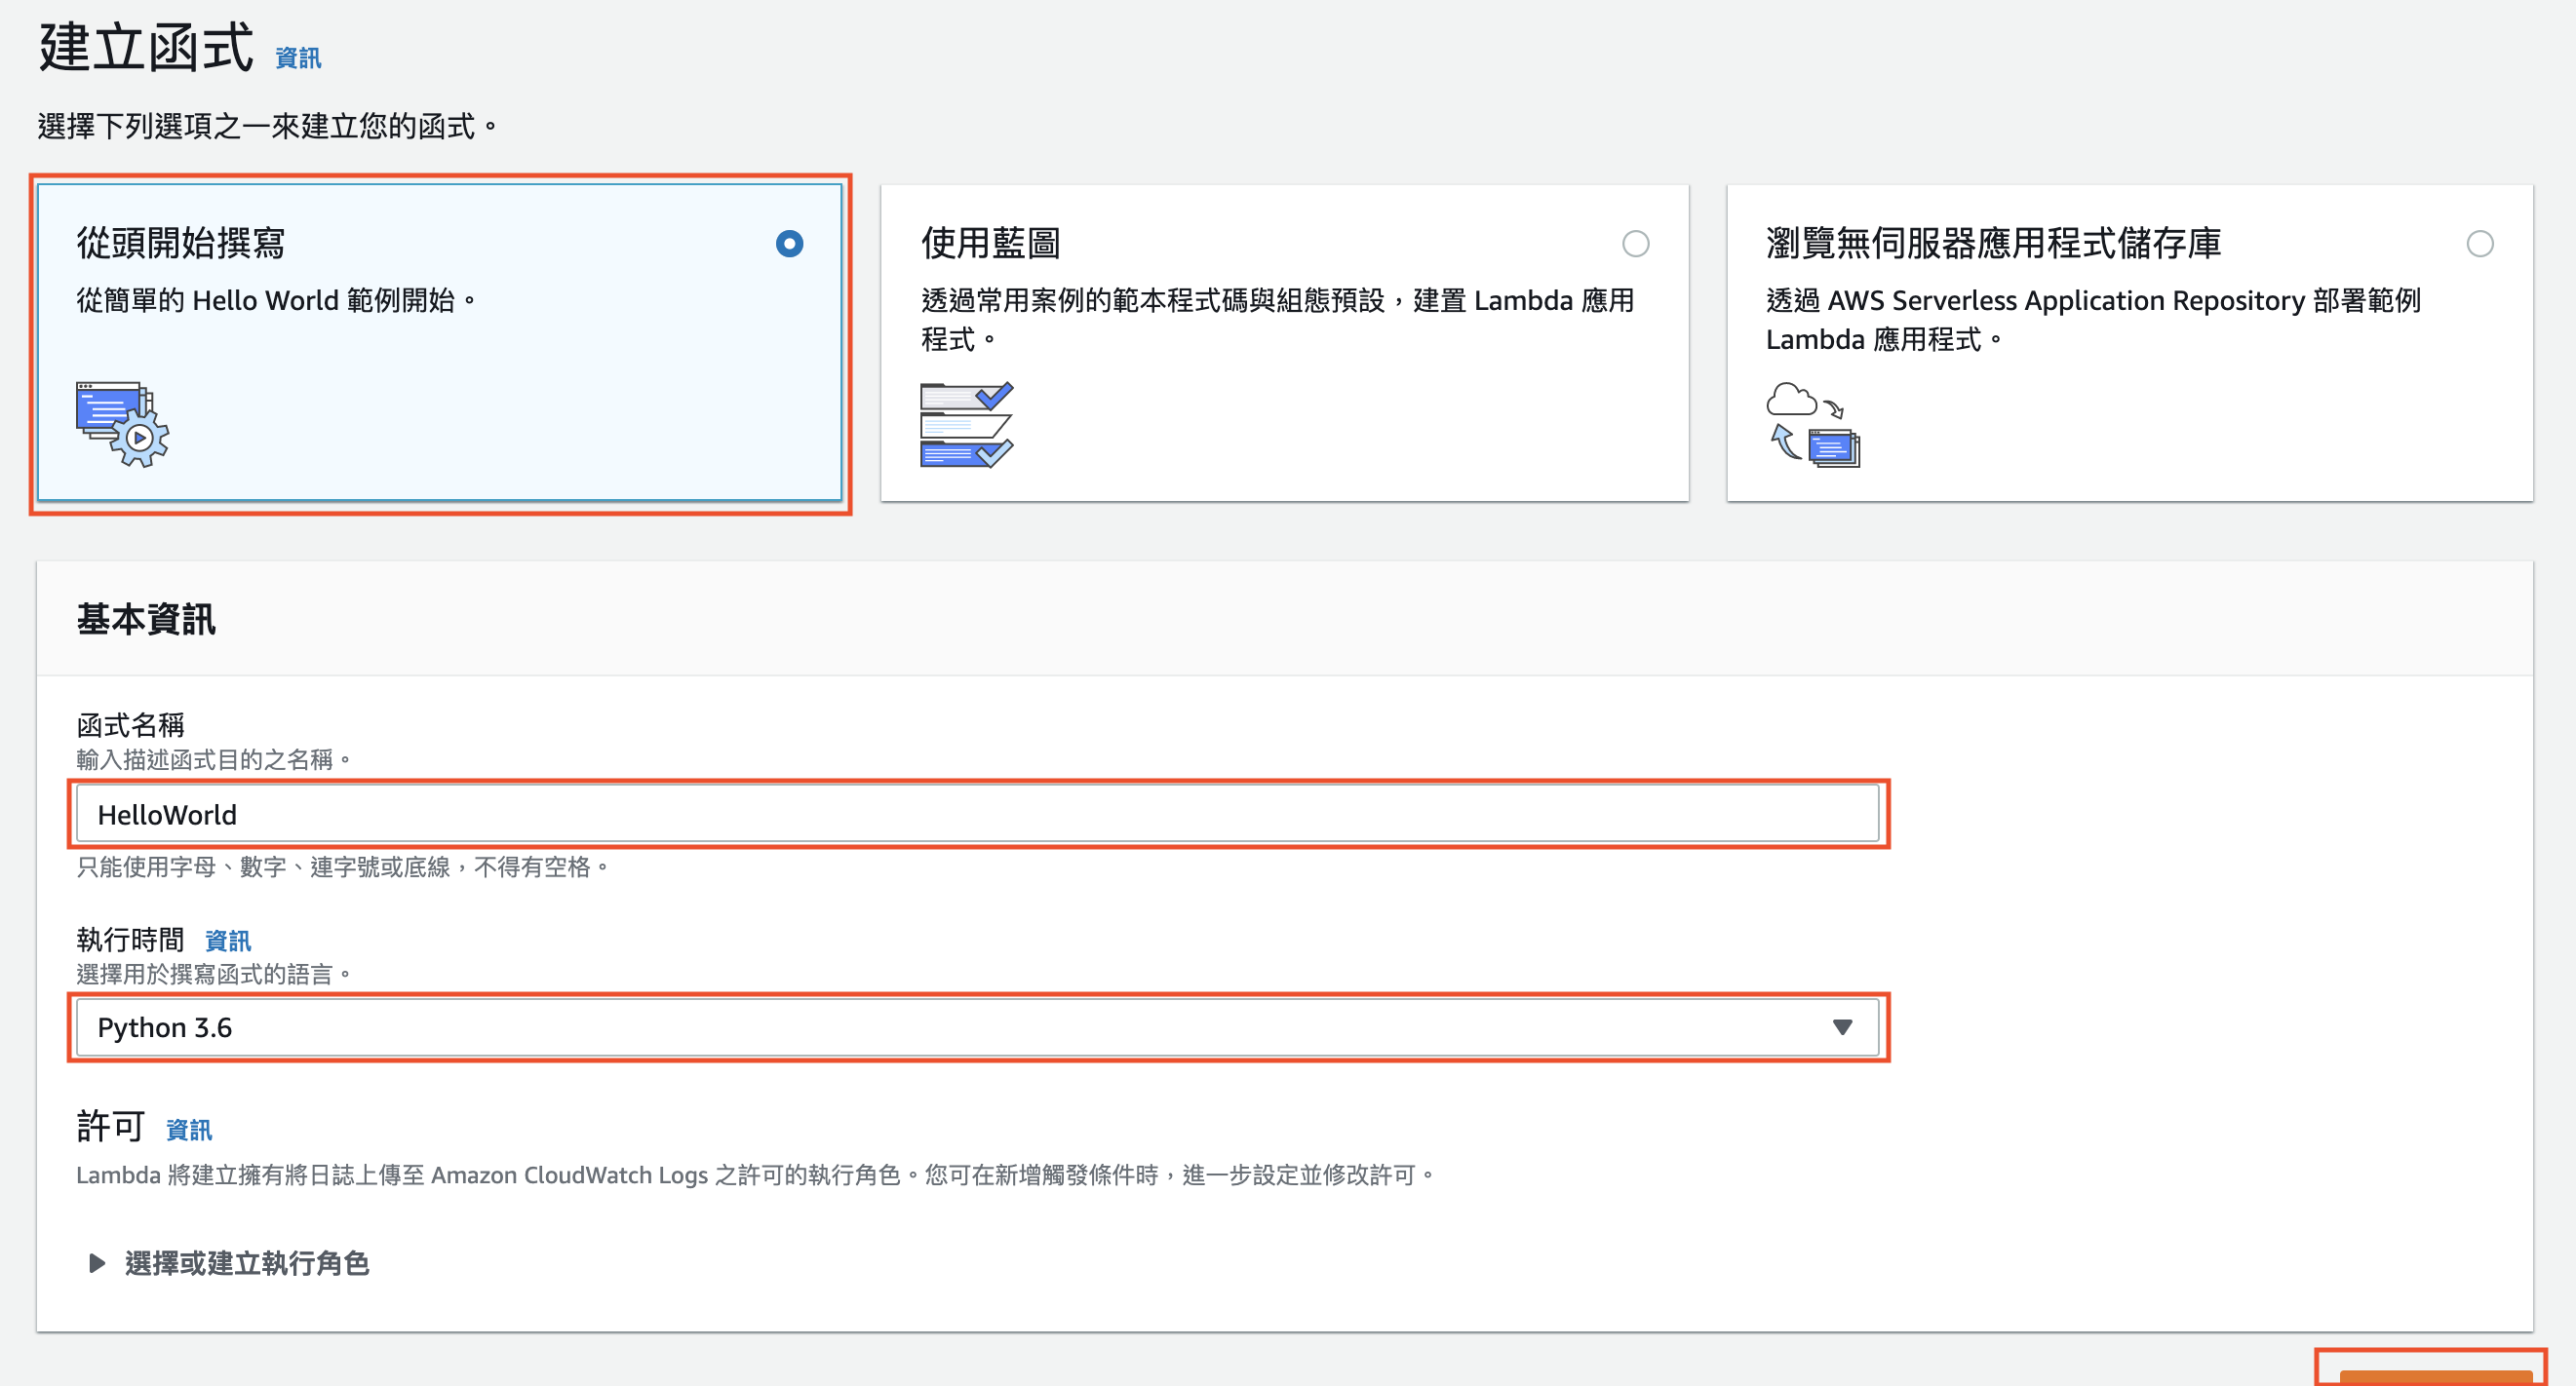 建立函式 資訊
選擇下列選項之一來建立您的函式。
從頭開始撰寫
從簡單的 Hello World 範例開始。
使用藍圖
透過常用案例的範本程式碼與組態預設，建置 Lambda 應用
程式。
瀏覽無伺服器應用程式儲存庫
透過 AWS Serverless Application Repository 部署範例
Lambda 應用程式。
基本資訊
函式名稱
輸入描述函式目的之名稱。
HelloWorld
只能使用字母、數字、連字號或底線，不得有空格。
執行時間 資訊
選擇用於撰寫函式的語言。
Python 3.6
許可 資訊
Lambda 將建立擁有將日誌上傳至 Amazon CloudWatch Logs 之許可的執行角色。您可在新增觸發條件時，進一步設定並修改許可。
選擇或建立執行角色